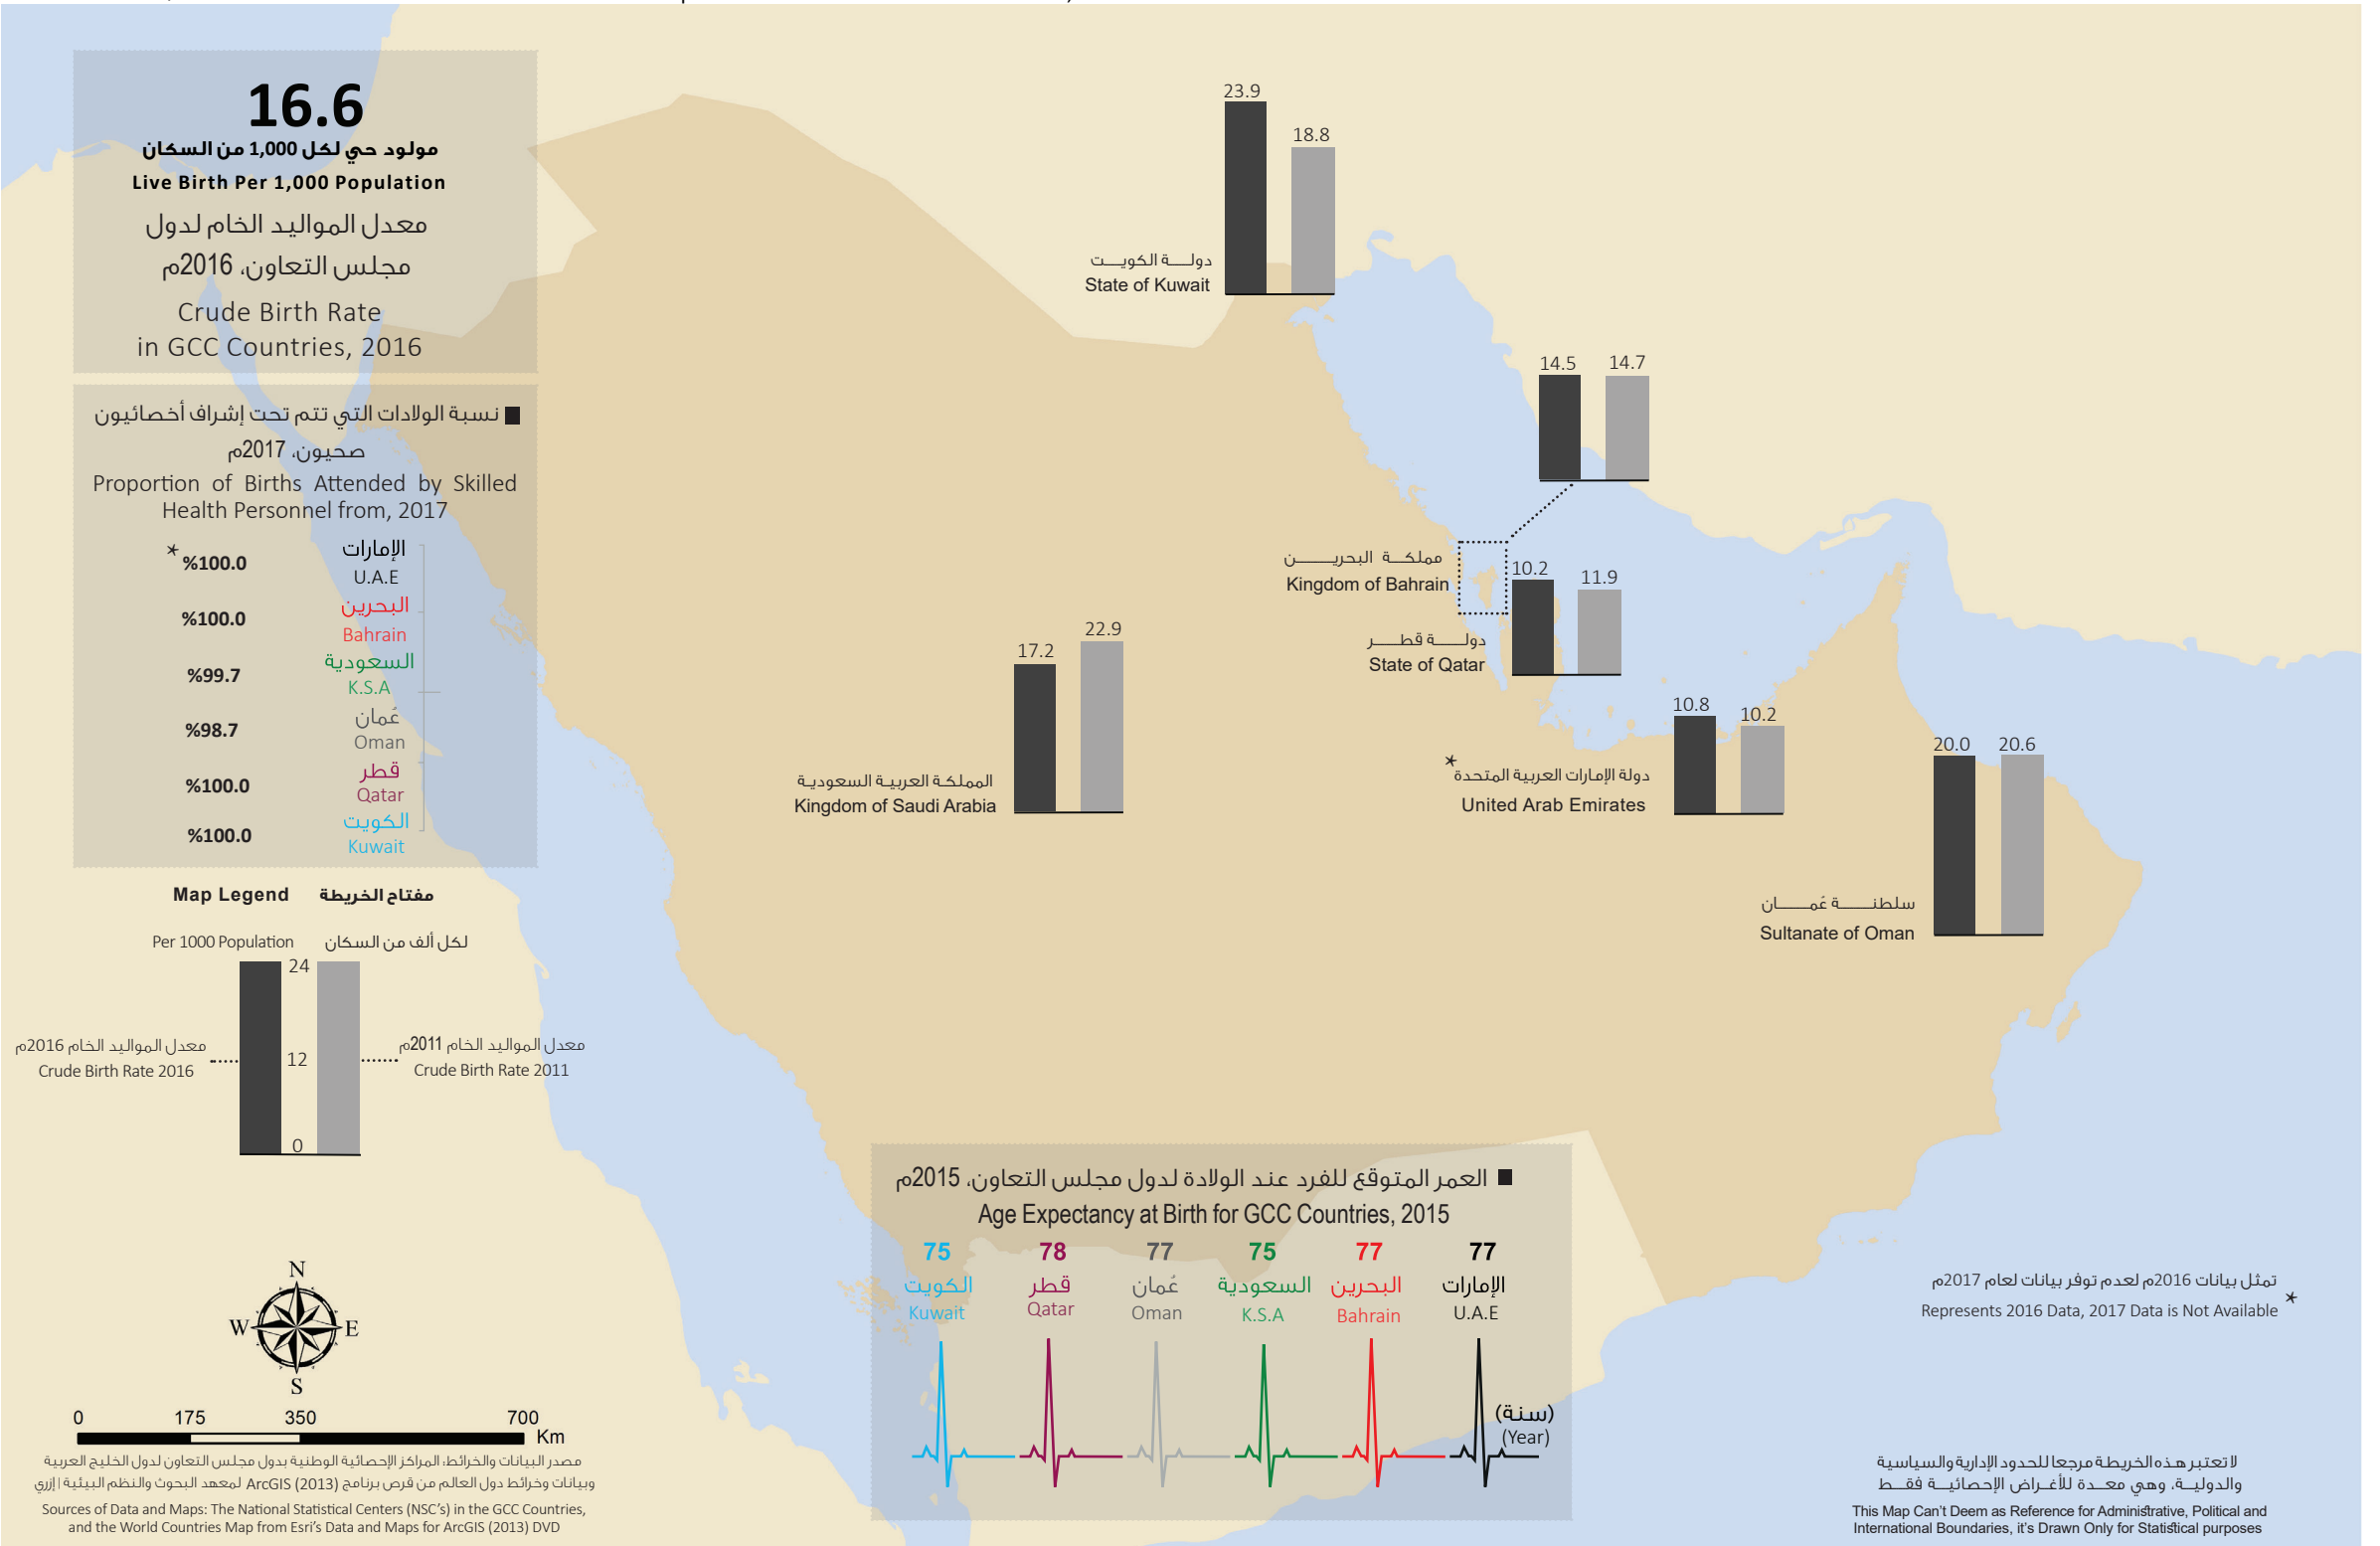 16.6
مولود حي لكل 1,000 من السكان
Live Birth Per 1,000 Population
معدل المواليد الخام لدول
مجلس التعاون، 2016م
Crude Birth Rate
in GCC Countries, 2016
نسبة الولادات التي تتم تحت إشراف أخصائيون
صحيون، 2017م
Proportion of Births Attended by Skilled
Health Personnel from, 2017
* %100.0
الإمارات
U.A.E
%100.0
البحرين
Bahrain
%99.7
السعودية
K.S.A
%98.7
عُمان
Oman
%100.0
قطر
Qatar
%100.0
الكويت
Kuwait
Map Legend مفتاح الخريطة
Per 1000 Population لكل ألف من السكان
24
12
0
معدل المواليد الخام 2016م
Crude Birth Rate 2016
معدل المواليد الخام 2011م
Crude Birth Rate 2011
23.9
18.8
دولــــة الكويـــــت
State of Kuwait
14.5
14.7
مملكـــة البحريـــــــن
Kingdom of Bahrain
10.2
11.9
دولـــــــة قطـــــــر
State of Qatar
17.2
22.9
المملكـة العربيـة السعوديـة
Kingdom of Saudi Arabia
10.8
10.2
* دولة الإمارات العربية المتحدة
United Arab Emirates
20.0
20.6
سلطنـــــــة عُمـــــــان
Sultanate of Oman
العمر المتوقع للفرد عند الولادة لدول مجلس التعاون، 2015م
Age Expectancy at Birth for GCC Countries, 2015
75
الكويت
Kuwait
78
قطر
Qatar
77
عُمان
Oman
75
السعودية
K.S.A
77
البحرين
Bahrain
77
الإمارات
U.A.E
(سنة)
(Year)
N
W
E
S
0 175 350 700
Km
مصدر البيانات والخرائط: المراكز الإحصائية الوطنية بدول مجلس التعاون لدول الخليج العربية
وبيانات وخرائط دول العالم من قرص برنامج ArcGIS (2013) لمعهد البحوث والنظم البيئية | إزري
Sources of Data and Maps: The National Statistical Centers (NSC's) in the GCC Countries,
and the World Countries Map from Esri's Data and Maps for ArcGIS (2013) DVD
تمثل بيانات 2016م لعدم توفر بيانات لعام 2017م
Represents 2016 Data, 2017 Data is Not Available *
لا تعتبر هـذه الخريطـة مرجعا للحدود الإدارية والسياسية
والدوليـــة، وهي معـــدة للأغـــراض الإحصائيـــة فقـــط
This Map Can't Deem as Reference for Administrative, Political and
International Boundaries, it's Drawn Only for Statistical purposes